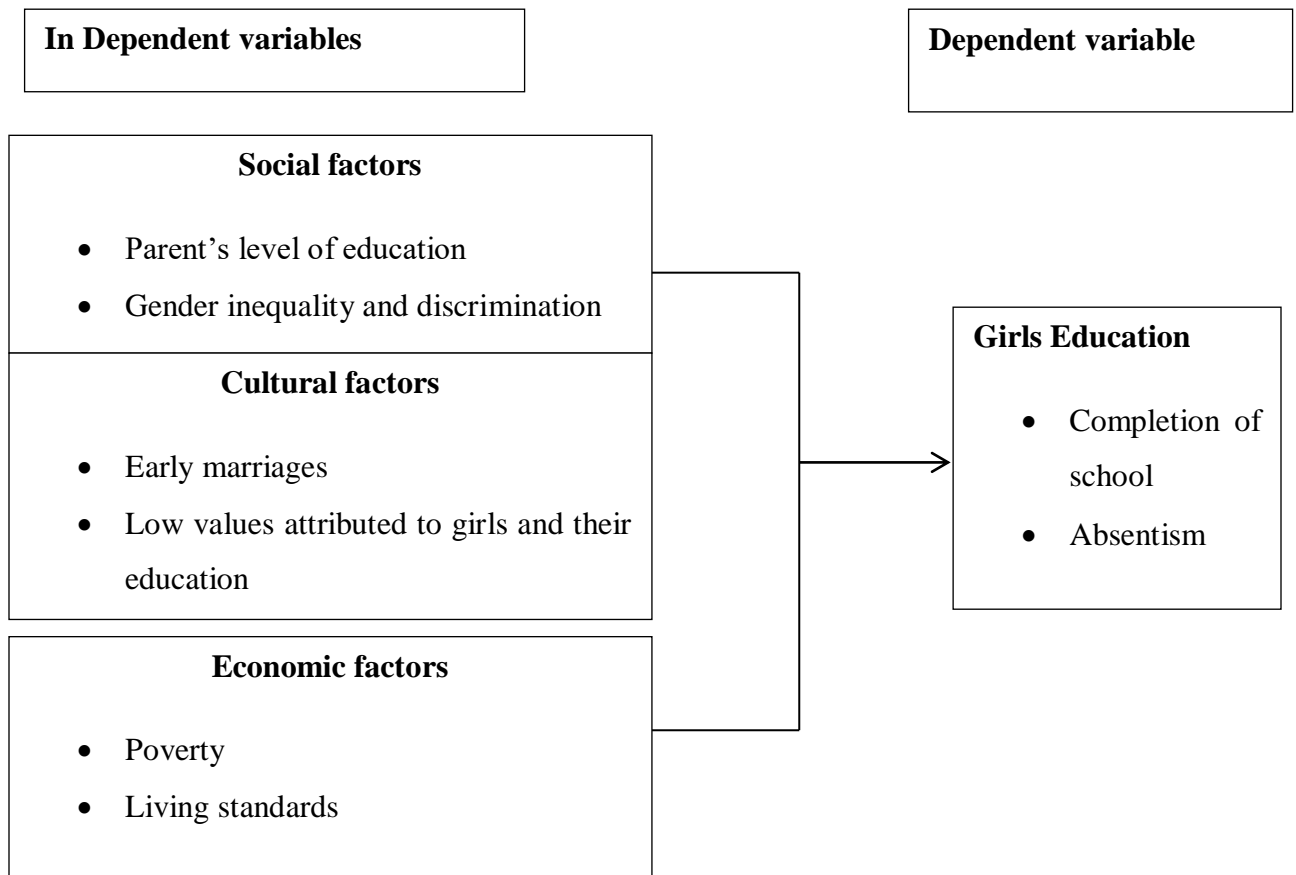 In Dependent variables
Dependent variable
Social factors
• Parent’s level of education
• Gender inequality and discrimination
Cultural factors
• Early marriages
• Low values attributed to girls and their
education
Economic factors
• Poverty
• Living standards
Girls Education
• Completion of
school
• Absentism